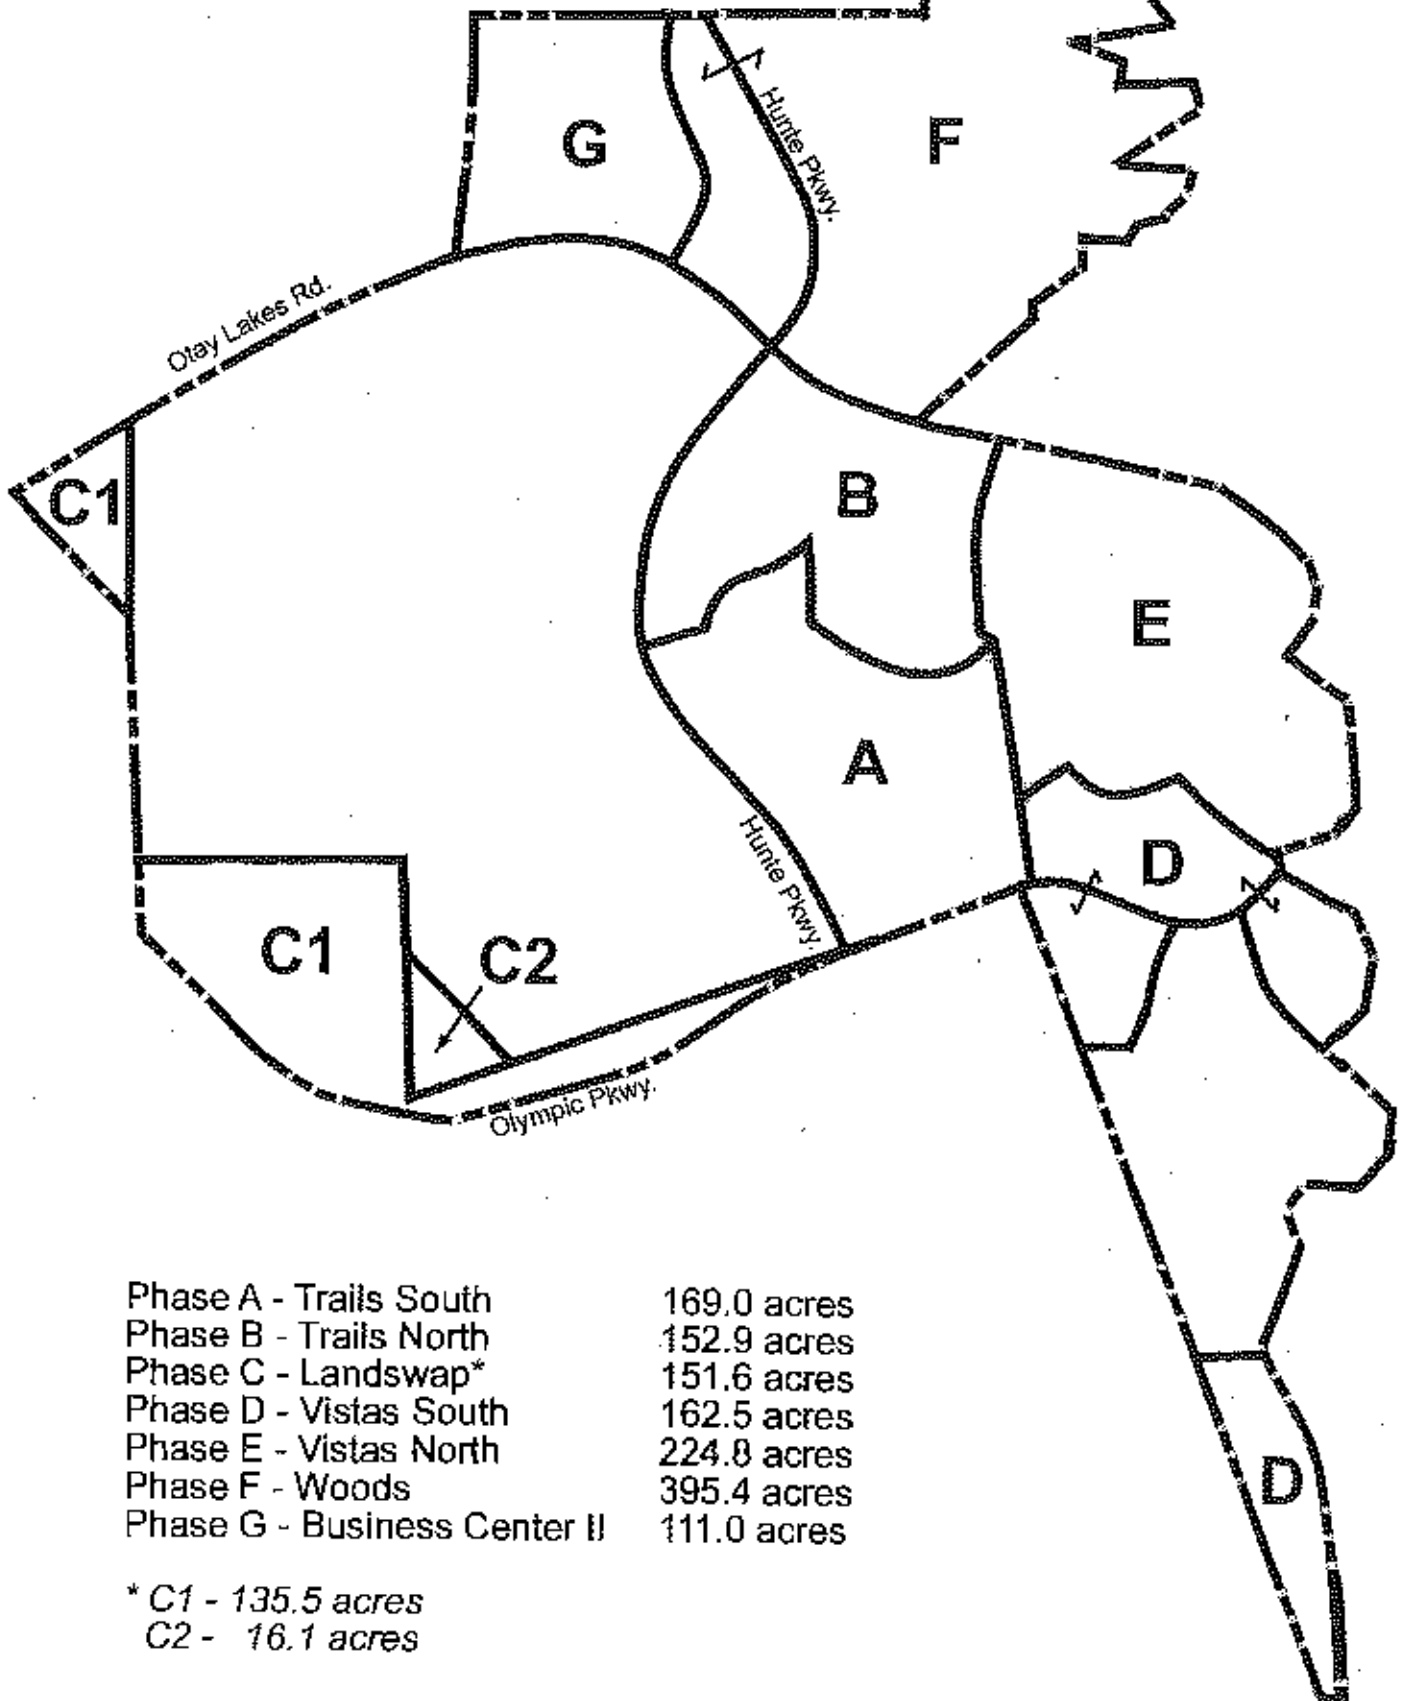 G
F
Hunte Pkwy.
Otay Lakes Rd.
C1
B
E
A
D
Hunte Pkwy.
C1
C2
Olympic Pkwy.
Phase A - Trails South 169.0 acres
Phase B - Trails North 152.9 acres
Phase C - Landswap* 151.6 acres
Phase D - Vistas South 162.5 acres
Phase E - Vistas North 224.8 acres
Phase F - Woods 395.4 acres
Phase G - Business Center II 111.0 acres
D
* C1 - 135.5 acres
C2 - 16.1 acres